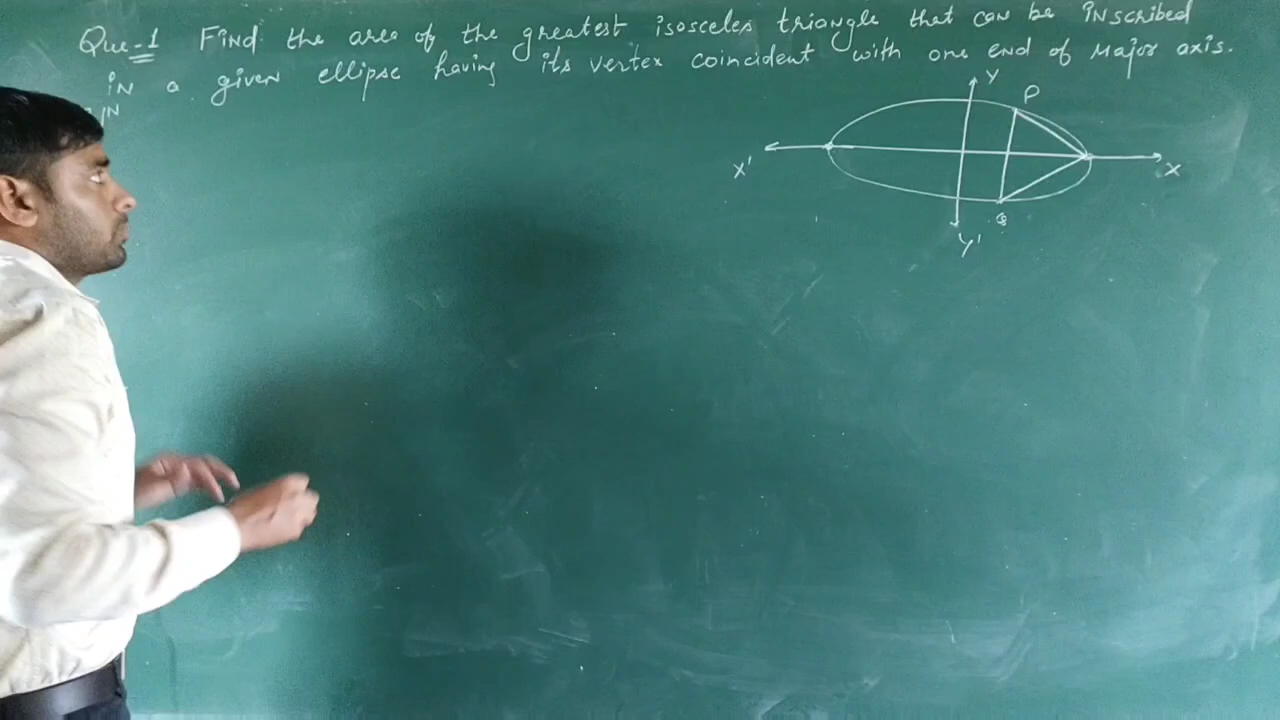 Que-1 Find the area of the greatest isosceles triangle that can be inscribed
in a given ellipse having its vertex coincident with one end of major axis.
Y
P
X'
X
Q
Y'